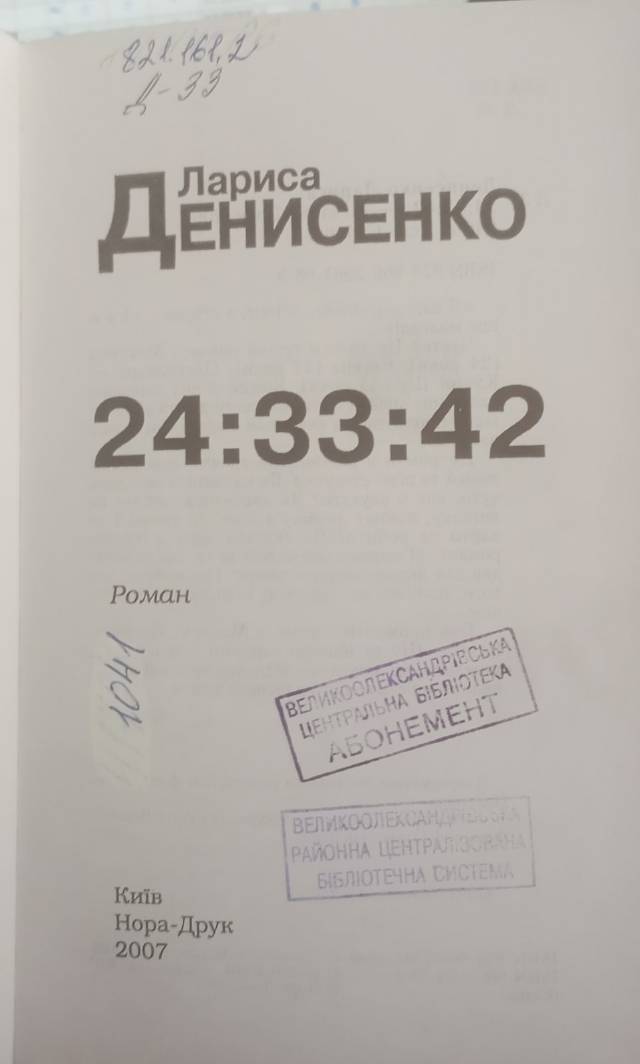 821.161.2
Д-33
Лариса
ДЕНИСЕНКО
24:33:42
Роман
1041
ВЕЛИКООЛЕКСАНДРІВСЬКА
ЦЕНТРАЛЬНА БІБЛІОТЕКА
АБОНЕМЕНТ
ВЕЛИКООЛЕКСАНДРІВСЬКА
РАЙОННА ЦЕНТРАЛІЗОВАНА
БІБЛІОТЕЧНА СИСТЕМА
Київ
Нора-Друк
2007